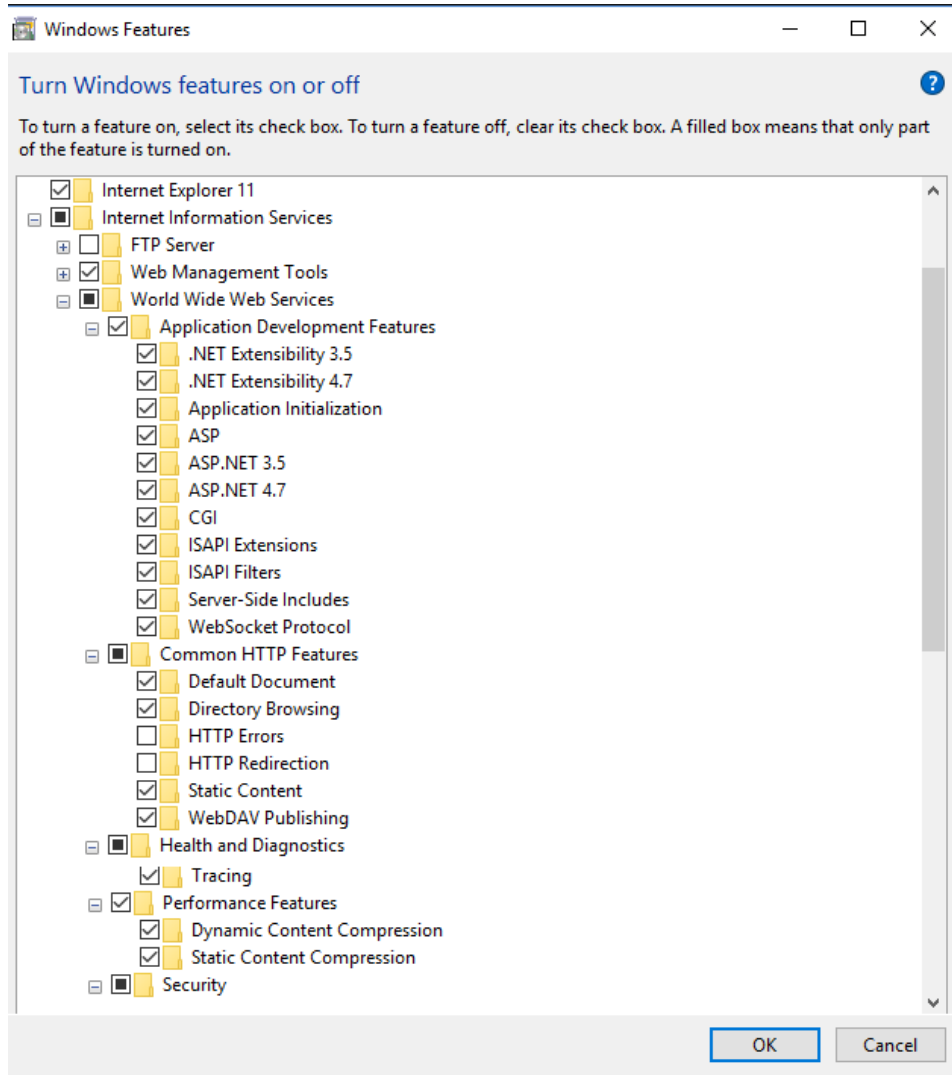 Windows Features
Turn Windows features on or off
To turn a feature on, select its check box. To turn a feature off, clear its check box. A filled box means that only part
of the feature is turned on.
Internet Explorer 11
Internet Information Services
FTP Server
Web Management Tools
World Wide Web Services
Application Development Features
.NET Extensibility 3.5
.NET Extensibility 4.7
Application Initialization
ASP
ASP.NET 3.5
ASP.NET 4.7
CGI
ISAPI Extensions
ISAPI Filters
Server-Side Includes
WebSocket Protocol
Common HTTP Features
Default Document
Directory Browsing
HTTP Errors
HTTP Redirection
Static Content
WebDAV Publishing
Health and Diagnostics
Tracing
Performance Features
Dynamic Content Compression
Static Content Compression
Security
OK
Cancel